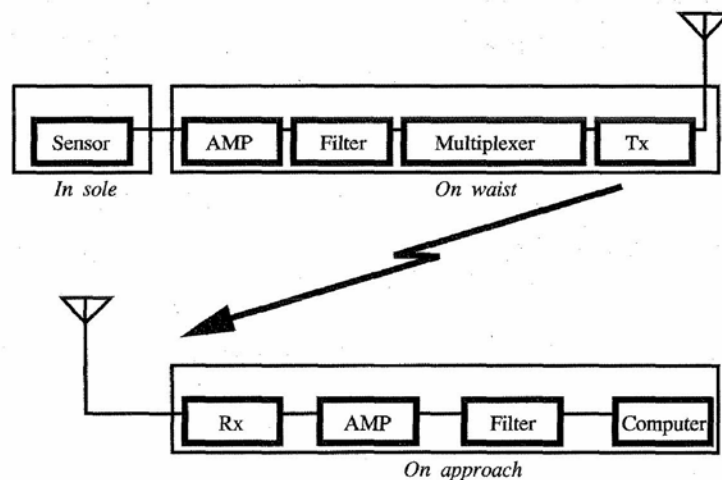 Sensor AMP Filter Multiplexer Tx
In sole On waist
Rx AMP Filter Computer
On approach